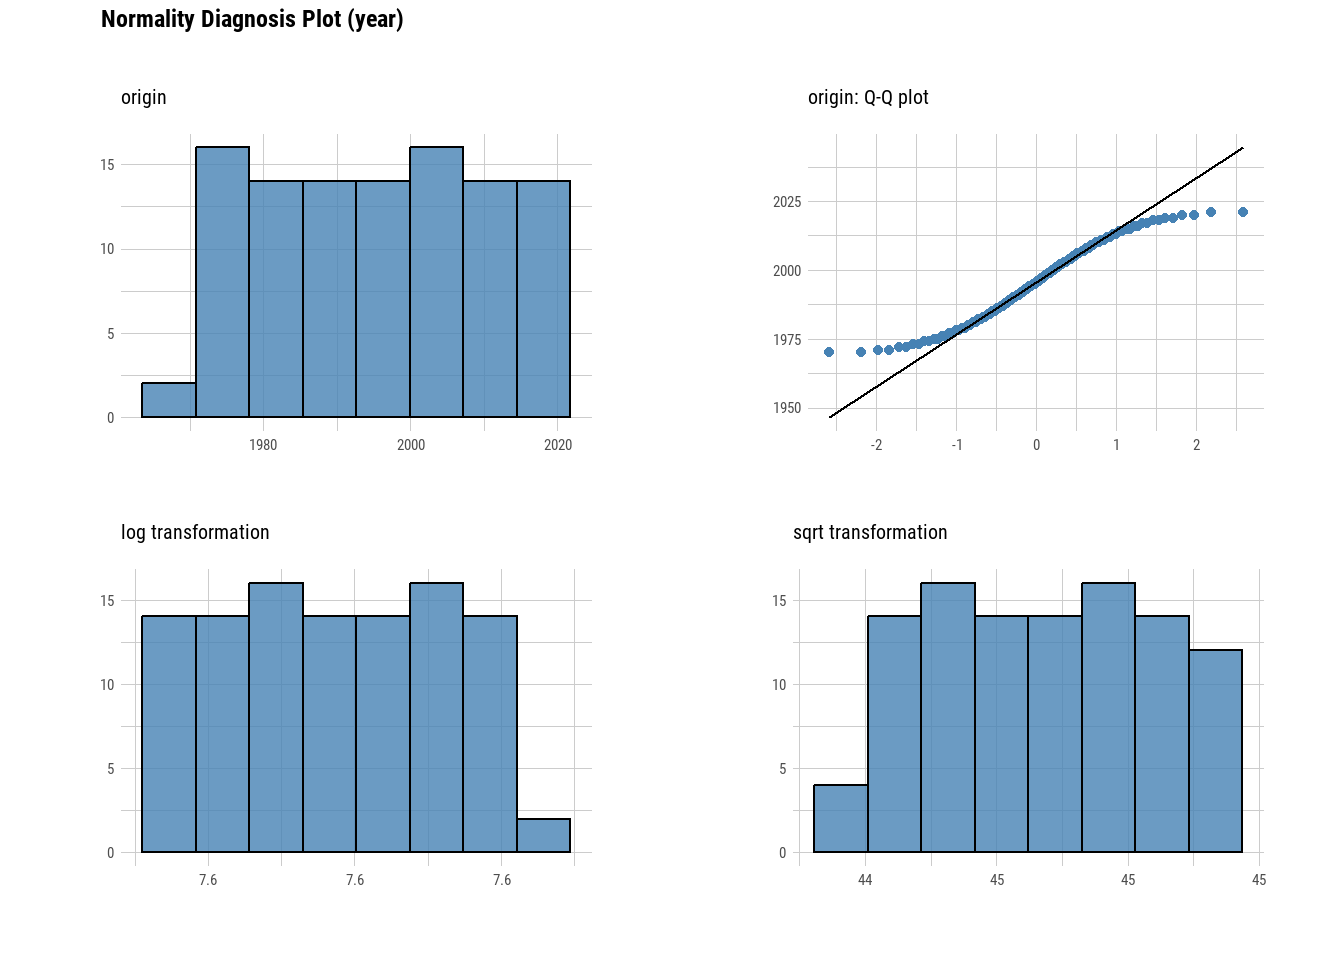 Normality Diagnosis Plot (year)
origin
15
10
5
0
1980 2000 2020
origin: Q-Q plot
2025
2000
1975
1950
-2 -1 0 1 2
log transformation
15
10
5
0
7.6 7.6 7.6
sqrt transformation
15
10
5
0
44 45 45 45